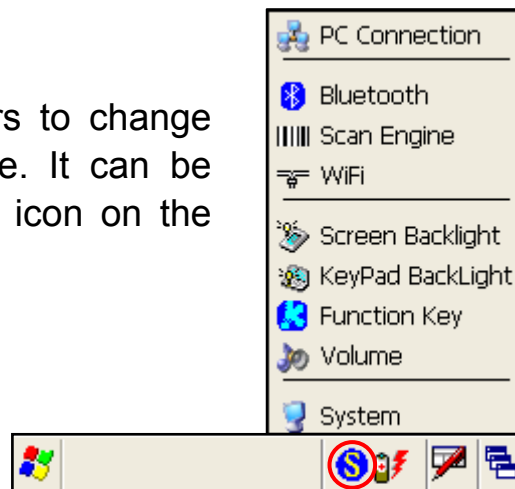 rs to change
e. It can be
icon on the
PC Connection
Bluetooth
Scan Engine
WiFi
Screen Backlight
KeyPad BackLight
Function Key
Volume
System
S